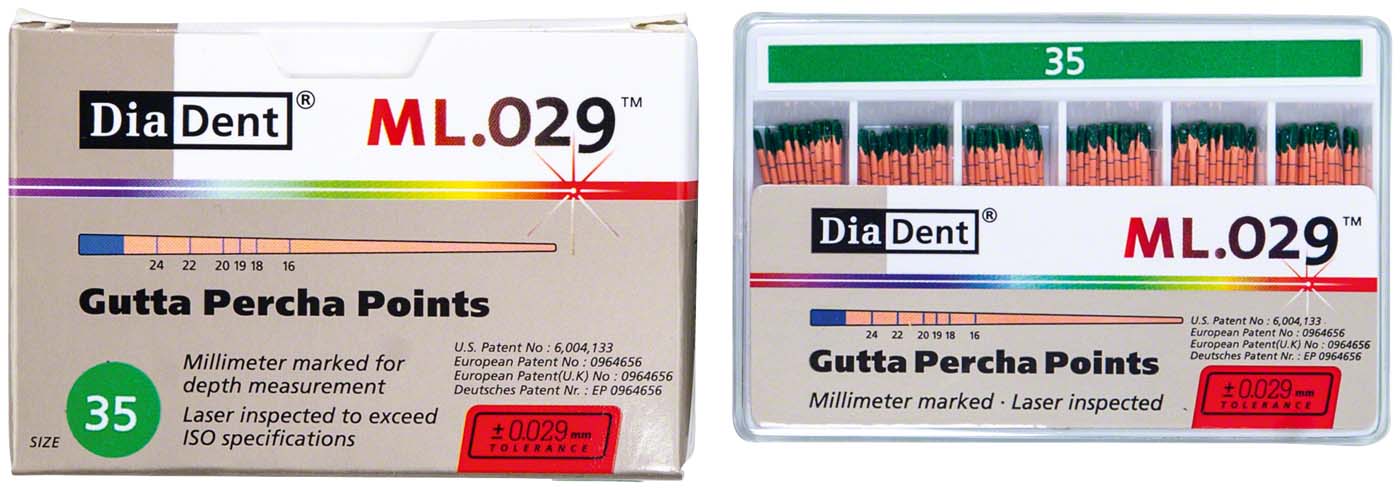 DiaDent®
ML.029™
24 22 20 19 18 16
Gutta Percha Points
Millimeter marked for
depth measurement
Laser inspected to exceed
ISO specifications
SIZE
35
U.S. Patent No : 6,004,133
European Patent No : 0964656
European Patent(U.K) No : 0964656
Deutsches Patent Nr. : EP 0964656
± 0.029 mm
TOLERANCE
35
DiaDent®
ML.029™
24 22 20 19 18 16
Gutta Percha Points
Millimeter marked · Laser inspected
U.S. Patent No : 6,004,133
European Patent No : 0964656
European Patent(U.K) No : 0964656
Deutsches Patent Nr. : EP 0964656
± 0.029 mm
TOLERANCE